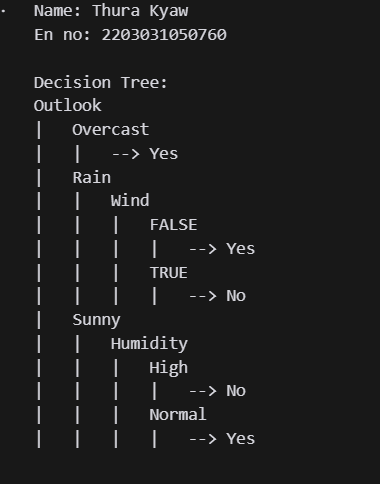 Name: Thura Kyaw
En no: 2203031050760
Decision Tree:
Outlook
|   Overcast
|   |   --> Yes
|   Rain
|   |   Wind
|   |   |   FALSE
|   |   |   |   --> Yes
|   |   |   TRUE
|   |   |   |   --> No
|   Sunny
|   |   Humidity
|   |   |   High
|   |   |   |   --> No
|   |   |   Normal
|   |   |   |   --> Yes